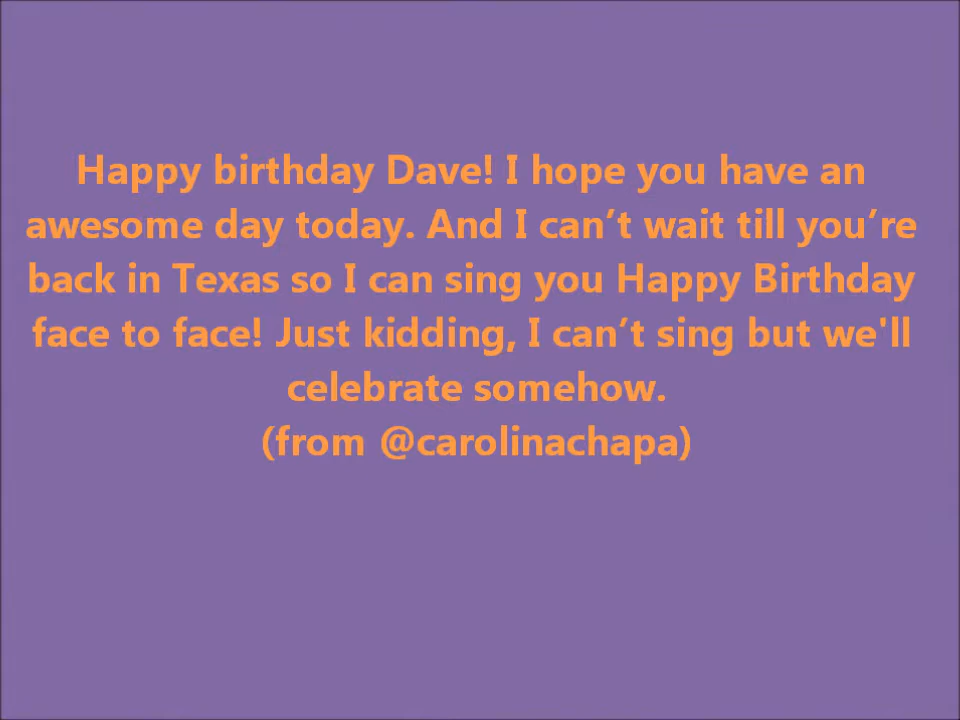 Happy birthday Dave! I hope you have an
awesome day today. And I can’t wait till you’re
back in Texas so I can sing you Happy Birthday
face to face! Just kidding, I can’t sing but we'll
celebrate somehow.
(from @carolinachapa)